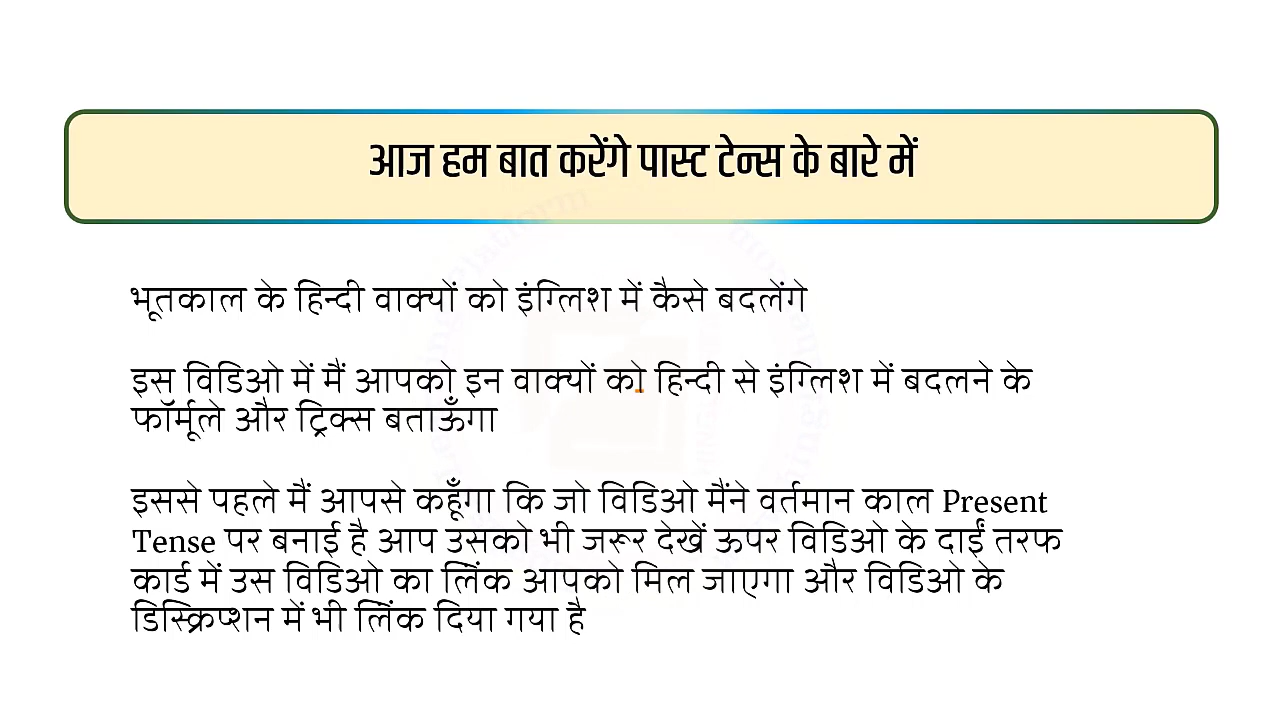 आज हम बात करेंगे पास्ट टेन्स के बारे में
भूतकाल के हिन्दी वाक्यों को इंग्लिश में कैसे बदलेंगे
इस विडिओ में मैं आपको इन वाक्यों को हिन्दी से इंग्लिश में बदलने के
फॉर्मूले और ट्रिक्स बताऊँगा
इससे पहले मैं आपसे कहूँगा कि जो विडिओ मैंने वर्तमान काल Present
Tense पर बनाई है आप उसको भी जरूर देखें ऊपर विडिओ के दाईं तरफ
कार्ड में उस विडिओ का लिंक आपको मिल जाएगा और विडिओ के
डिस्क्रिप्शन में भी लिंक दिया गया है